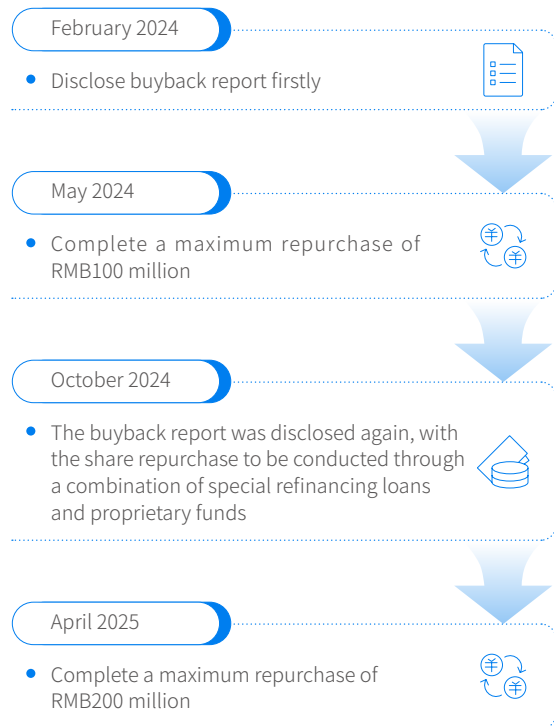 February 2024
• Disclose buyback report firstly
May 2024
• Complete a maximum repurchase of
RMB100 million
¥
¥
October 2024
• The buyback report was disclosed again, with
the share repurchase to be conducted through
a combination of special refinancing loans
and proprietary funds
April 2025
• Complete a maximum repurchase of
RMB200 million
¥
¥